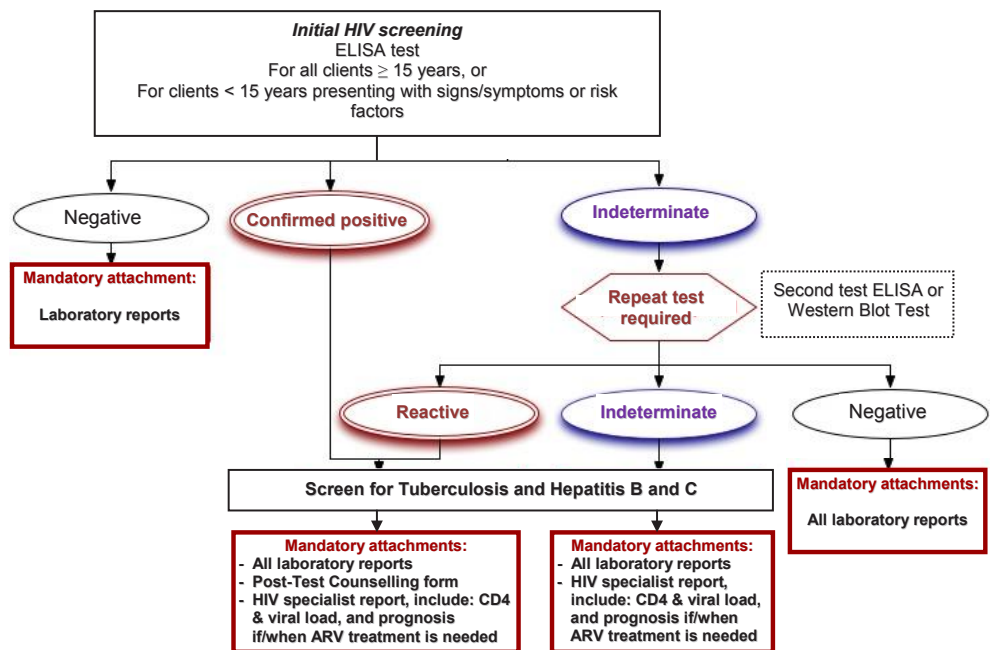 Initial HIV screening
ELISA test
For all clients ≥ 15 years, or
For clients < 15 years presenting with signs/symptoms or risk
factors
Negative
Confirmed positive
Indeterminate
Mandatory attachment:
Laboratory reports
Repeat test
required
Second test ELISA or
Western Blot Test
Reactive
Indeterminate
Negative
Screen for Tuberculosis and Hepatitis B and C
Mandatory attachments:
All laboratory reports
Mandatory attachments:
- All laboratory reports
- Post-Test Counselling form
- HIV specialist report, include: CD4
& viral load, and prognosis
if/when ARV treatment is needed
Mandatory attachments:
- All laboratory reports
- HIV specialist report,
include: CD4 & viral load,
and prognosis if/when
ARV treatment is needed